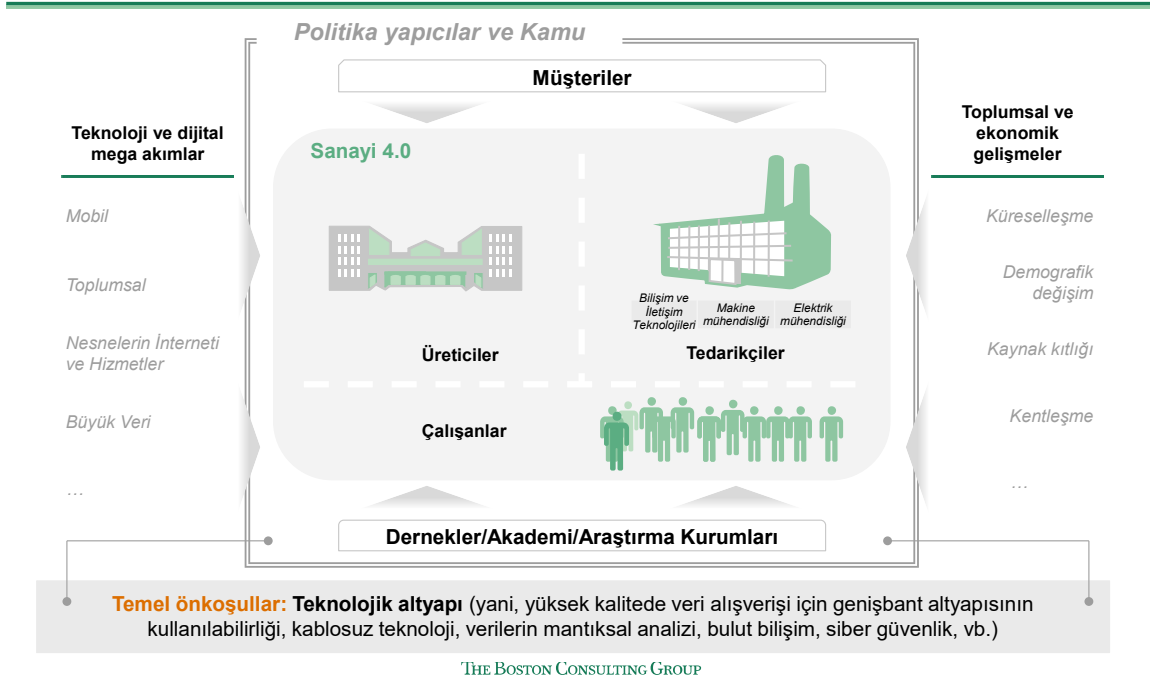 Politika yapıcılar ve Kamu
Müşteriler
Teknoloji ve dijital
mega akımlar
Mobil
Toplumsal
Nesnelerin İnterneti
ve Hizmetler
Büyük Veri
…
Sanayi 4.0
Üreticiler
Bilişim ve
İletişim
Teknolojileri
Makine
mühendisliği
Elektrik
mühendisliği
Tedarikçiler
Çalışanlar
Toplumsal ve
ekonomik
gelişmeler
Küreselleşme
Demografik
değişim
Kaynak kıtlığı
Kentleşme
…
Dernekler/Akademi/Araştırma Kurumları
Temel önkoşullar: Teknolojik altyapı (yani, yüksek kalitede veri alışverişi için genişbant altyapısının
kullanılabilirliği, kablosuz teknoloji, verilerin mantıksal analizi, bulut bilişim, siber güvenlik, vb.)
THE BOSTON CONSULTING GROUP